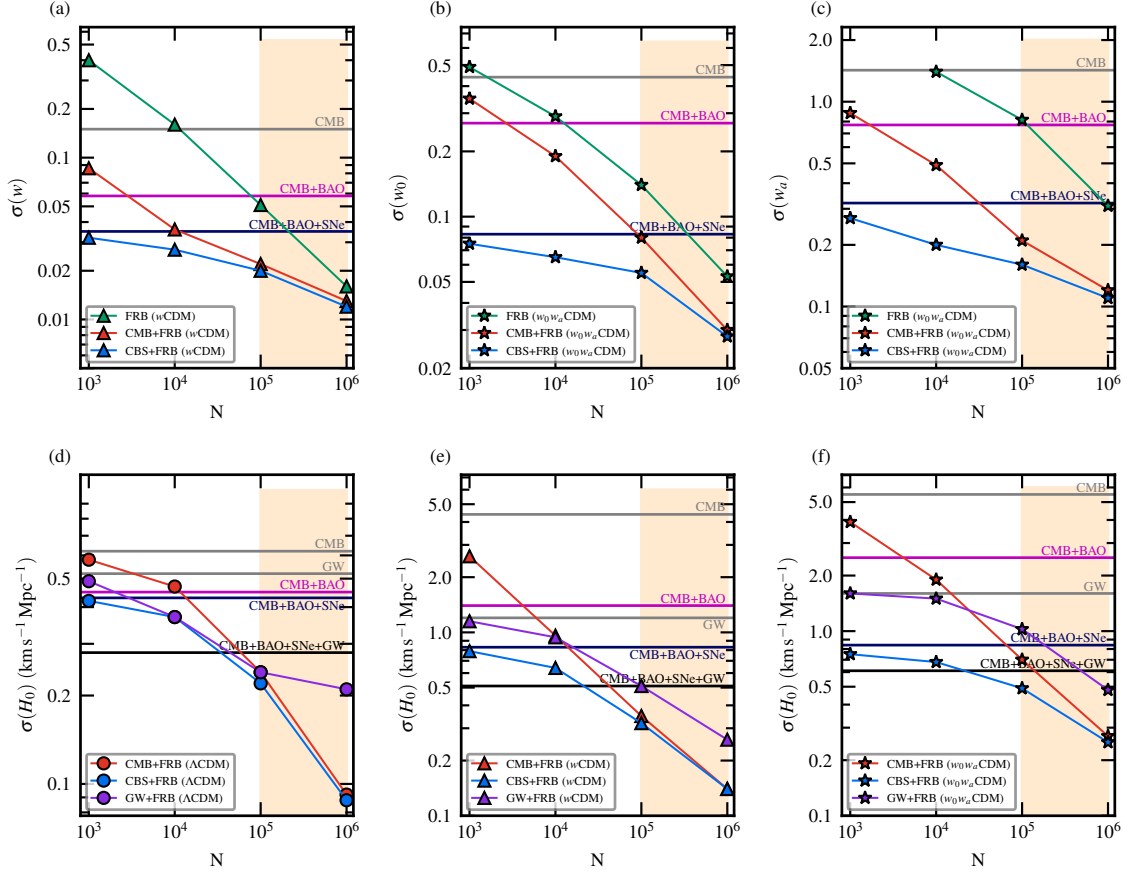 (a)
0.5
0.2
0.1
0.05
0.02
0.01
σ(w)
CMB
CMB+BAO
CMB+BAO+SNe
FRB (wCDM)
CMB+FRB (wCDM)
CBS+FRB (wCDM)
10³ 10⁴ 10⁵ 10⁶
N
(b)
0.5
0.2
0.1
0.05
0.02
σ(w₀)
CMB
CMB+BAO
CMB+BAO+SNe
FRB (w₀wₐCDM)
CMB+FRB (w₀wₐCDM)
CBS+FRB (w₀wₐCDM)
10³ 10⁴ 10⁵ 10⁶
N
(c)
2.0
1.0
0.5
0.2
0.1
0.05
σ(wₐ)
CMB
CMB+BAO
CMB+BAO+SNe
FRB (w₀wₐCDM)
CMB+FRB (w₀wₐCDM)
CBS+FRB (w₀wₐCDM)
10³ 10⁴ 10⁵ 10⁶
N
(d)
0.5
0.2
0.1
σ(H₀) (km s⁻¹ Mpc⁻¹)
CMB
GW
CMB+BAO
CMB+BAO+SNe
CMB+BAO+SNe+GW
CMB+FRB (ΛCDM)
CBS+FRB (ΛCDM)
GW+FRB (ΛCDM)
10³ 10⁴ 10⁵ 10⁶
N
(e)
5.0
2.0
1.0
0.5
0.2
0.1
σ(H₀) (km s⁻¹ Mpc⁻¹)
CMB
CMB+BAO
GW
CMB+BAO+SNe
CMB+BAO+SNe+GW
CMB+FRB (wCDM)
CBS+FRB (wCDM)
GW+FRB (wCDM)
10³ 10⁴ 10⁵ 10⁶
N
(f)
5.0
2.0
1.0
0.5
0.2
0.1
σ(H₀) (km s⁻¹ Mpc⁻¹)
CMB
CMB+BAO
GW
CMB+BAO+SNe
CMB+BAO+SNe+GW
CMB+FRB (w₀wₐCDM)
CBS+FRB (w₀wₐCDM)
GW+FRB (w₀wₐCDM)
10³ 10⁴ 10⁵ 10⁶
N